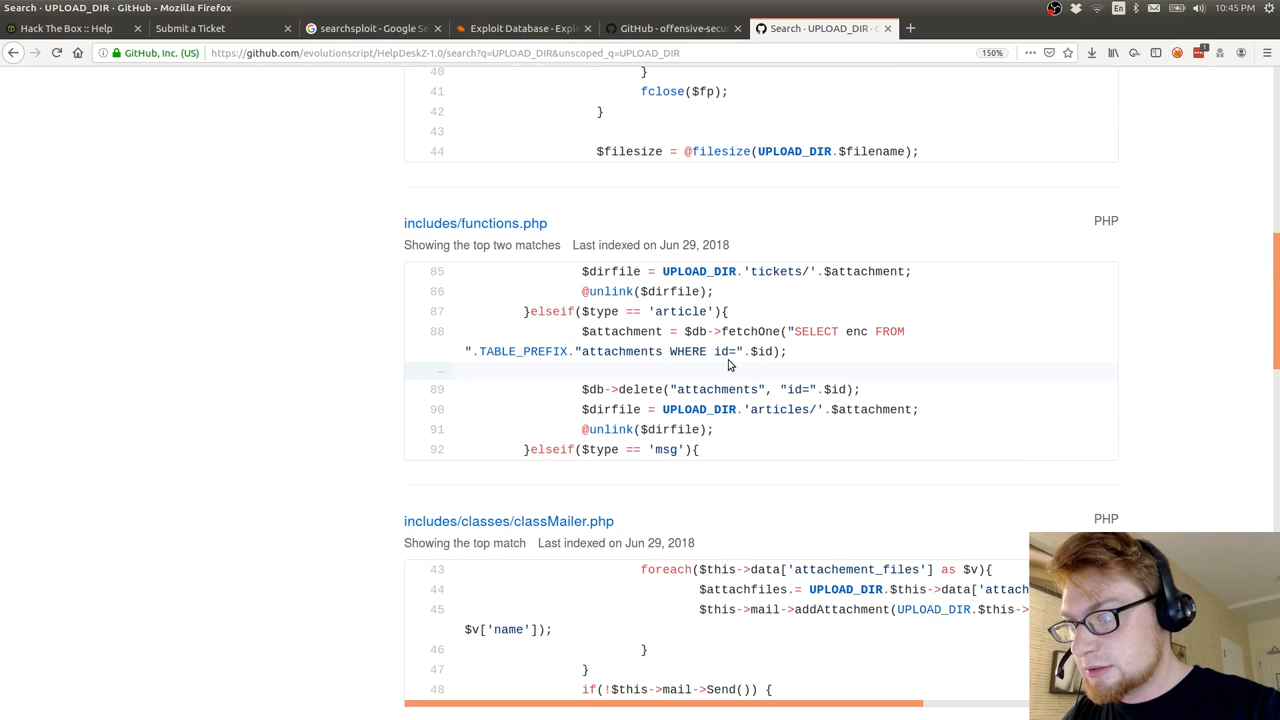 Search · UPLOAD_DIR - GitHub - Mozilla Firefox
En
10:45 PM
Hack The Box :: Help
Submit a Ticket
searchsploit - Google Se
Exploit Database - Explo
GitHub - offensive-secu
Search · UPLOAD_DIR · G
GitHub, Inc. (US)
https://github.com/evolutionscript/HelpDeskZ-1.0/search?q=UPLOAD_DIR&unscoped_q=UPLOAD_DIR
150%
40 }
41 fclose($fp);
42 }
43
44 $filesize = @filesize(UPLOAD_DIR.$filename);
includes/functions.php
PHP
Showing the top two matches Last indexed on Jun 29, 2018
85 $dirfile = UPLOAD_DIR.'tickets/'.$attachment;
86 @unlink($dirfile);
87 }elseif($type == 'article'){
88 $attachment = $db->fetchOne("SELECT enc FROM
".TABLE_PREFIX."attachments WHERE id=".$id);
…
89 $db->delete("attachments", "id=".$id);
90 $dirfile = UPLOAD_DIR.'articles/'.$attachment;
91 @unlink($dirfile);
92 }elseif($type == 'msg'){
includes/classes/classMailer.php
PHP
Showing the top match Last indexed on Jun 29, 2018
43 foreach($this->data['attachement_files'] as $v){
44 $attachfiles.= UPLOAD_DIR.$this->data['attach
45 $this->mail->addAttachment(UPLOAD_DIR.$this->
$v['name']);
46 }
47 }
48 if(!$this->mail->Send()) {